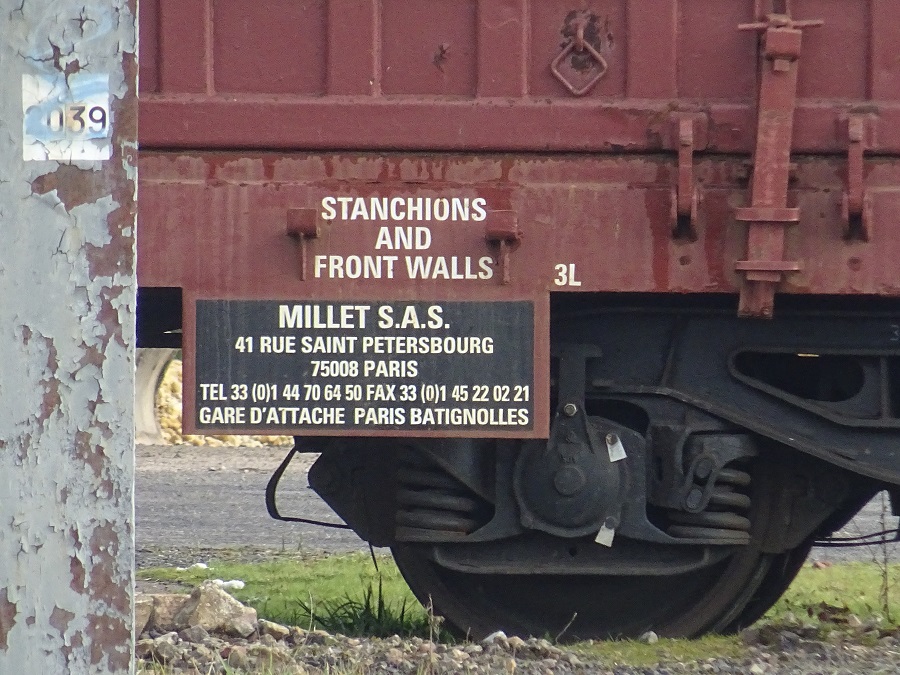 039
STANCHIONS
AND
FRONT WALLS
3L
MILLET S.A.S.
41 RUE SAINT PETERSBOURG
75008 PARIS
TEL 33 (0)1 44 70 64 50 FAX 33 (0)1 45 22 02 21
GARE D'ATTACHE PARIS BATIGNOLLES